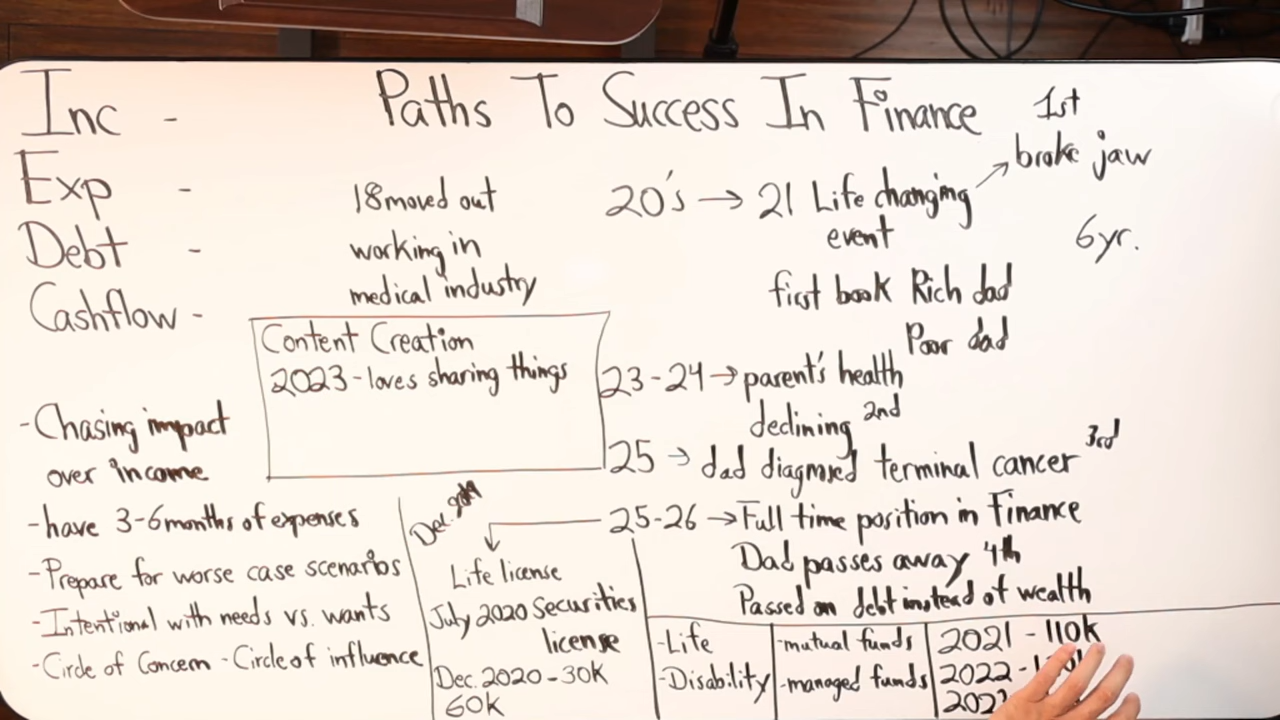 Paths To Success In Finance
Inc -
Exp -
Debt -
Cashflow -
18 moved out
working in
medical industry
20's → 21 Life changing
event
1st
broke jaw
6yr.
first book Rich dad
Poor dad
Content Creation
2023 - loves sharing things
23-24 → parent's health
declining 2nd
25 → dad diagnosed terminal cancer 3rd
25-26 → Full time position in Finance
Dad passes away 4th
Passed on debt instead of wealth
- Chasing impact
over income
- have 3-6 months of expenses
- Prepare for worse case scenarios
- Intentional with needs vs. wants
- Circle of Concern - Circle of influence
Dec. 2019
Life license
July 2020 Securities
license
Dec. 2020 - 30K
60K
- Life
- Disability
- mutual funds
- managed funds
2021 - 110K
2022 -